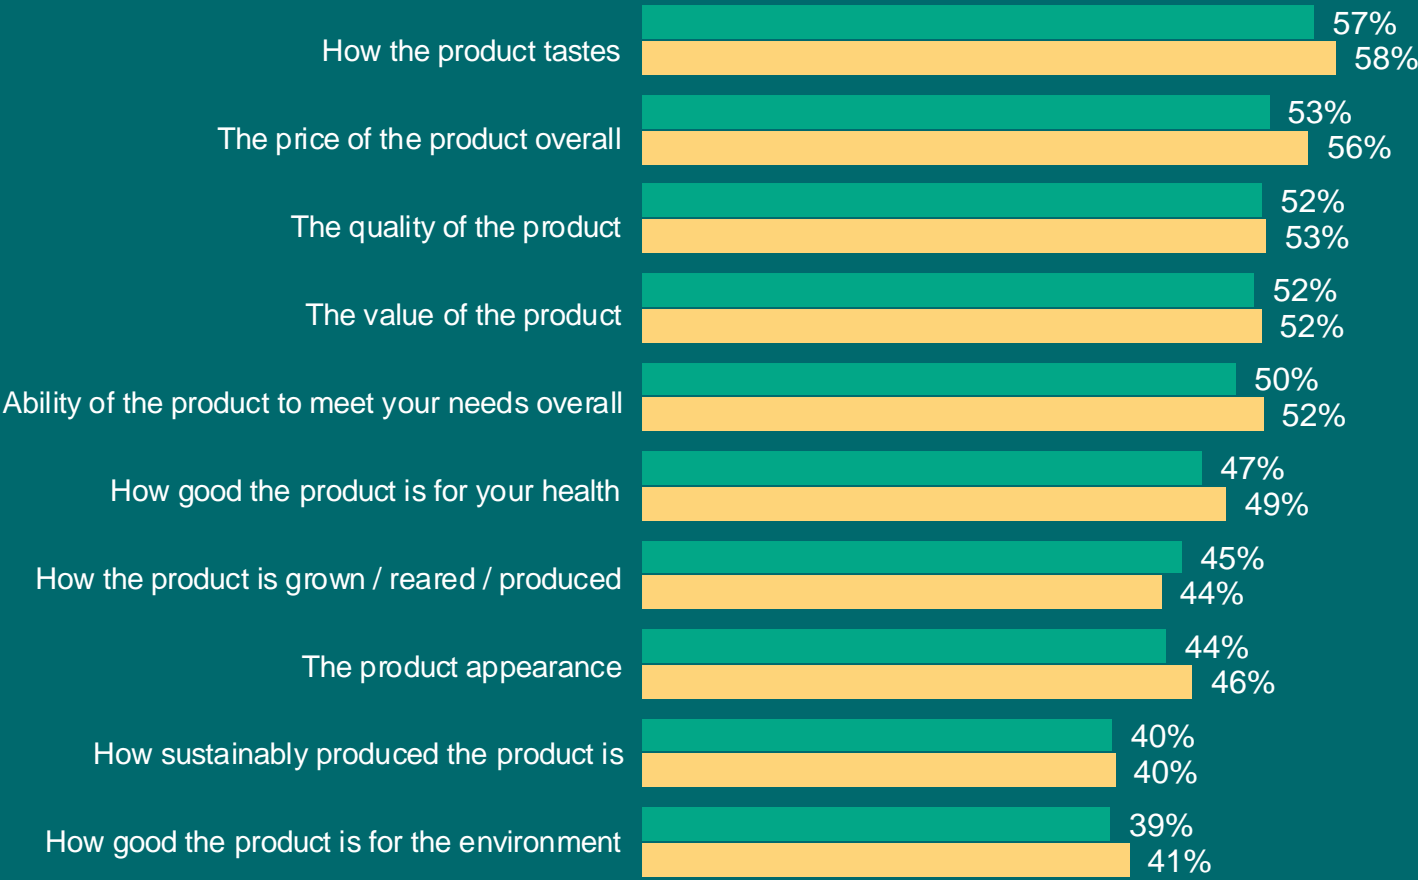 57%
How the product tastes
58%
53%
The price of the product overall
56%
52%
The quality of the product
53%
52%
The value of the product
52%
50%
Ability of the product to meet your needs overall
52%
47%
How good the product is for your health
49%
45%
How the product is grown / reared / produced
44%
44%
The product appearance
46%
40%
How sustainably produced the product is
40%
39%
How good the product is for the environment
41%